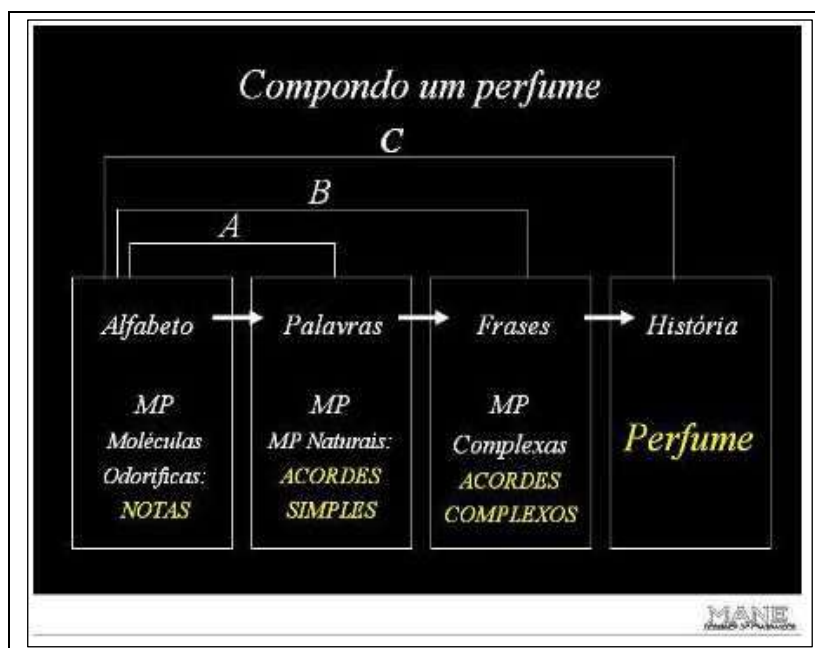 Compondo um perfume
C
B
A
Alfabeto
MP
Moléculas
Odorificas:
NOTAS
Palavras
MP
MP Naturais:
ACORDES
SIMPLES
Frases
MP
Complexas
ACORDES
COMPLEXOS
História
Perfume
MANE